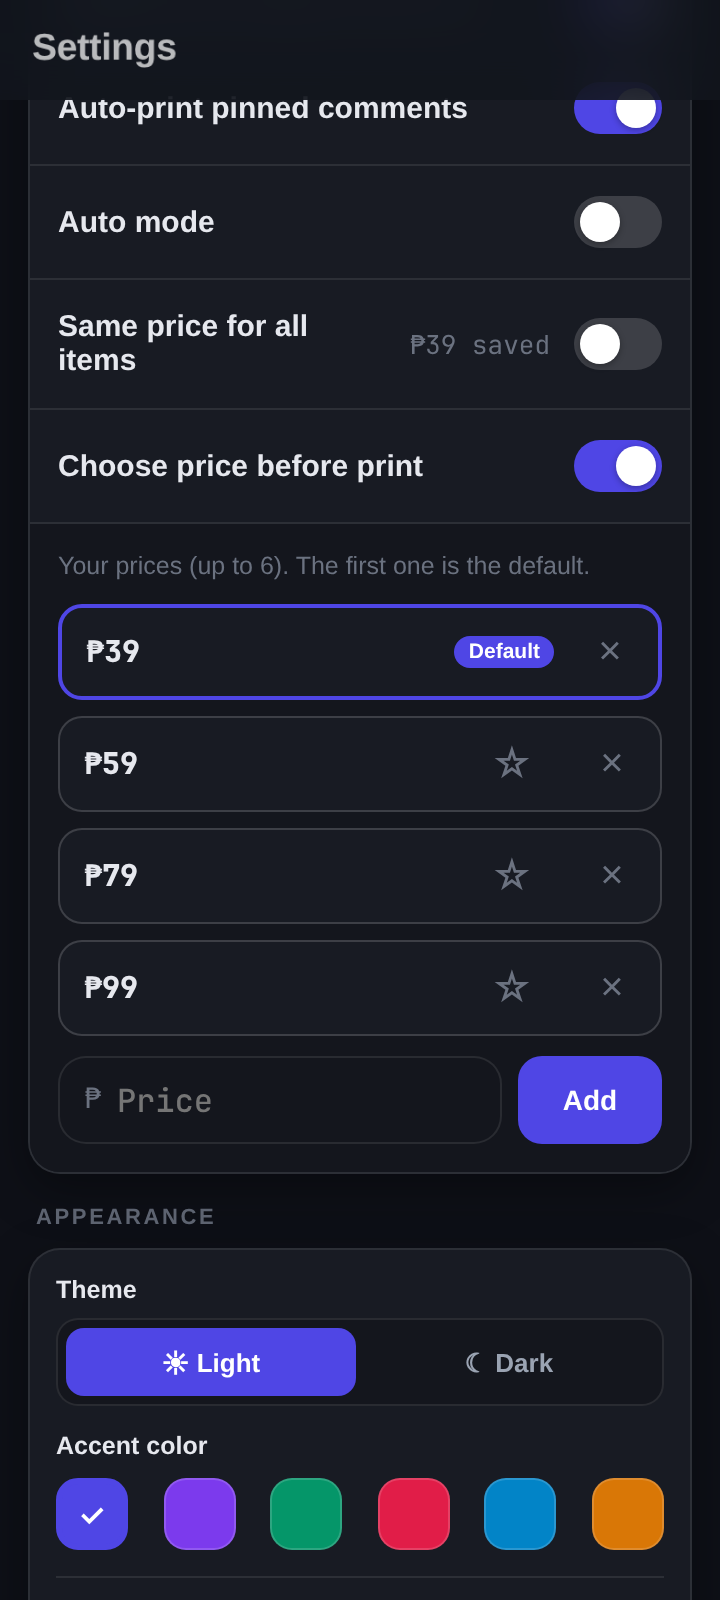 Settings
Auto-print pinned comments
Auto mode
Same price for all
items
₱39 saved
Choose price before print
Your prices (up to 6). The first one is the default.
₱39
Default
✕
₱59
☆
✕
₱79
☆
✕
₱99
☆
✕
₱ Price
Add
APPEARANCE
Theme
☀ Light
☾ Dark
Accent color
✓